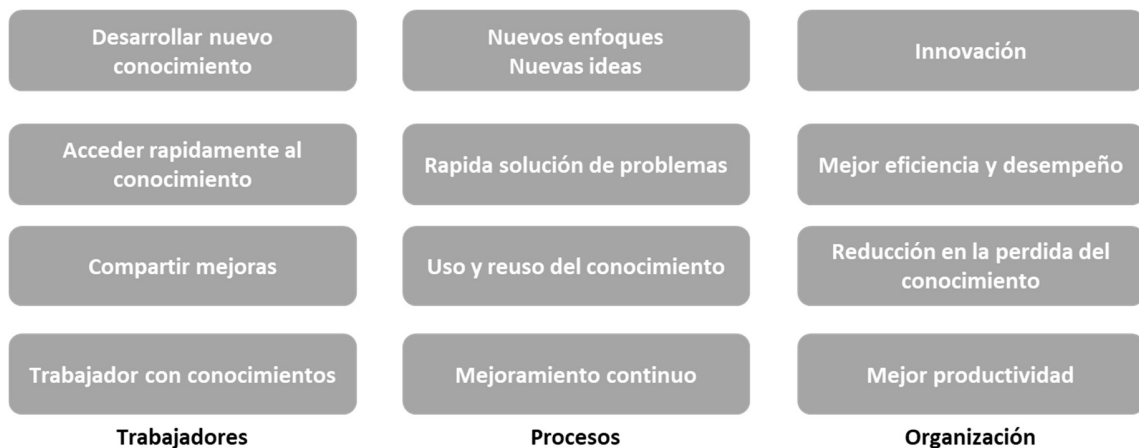 Desarrollar nuevo
conocimiento
Nuevos enfoques
Nuevas ideas
Innovación
Acceder rapidamente al
conocimiento
Rapida solución de problemas
Mejor eficiencia y desempeño
Compartir mejoras
Uso y reuso del conocimiento
Reducción en la perdida del
conocimiento
Trabajador con conocimientos
Mejoramiento continuo
Mejor productividad
Trabajadores
Procesos
Organización